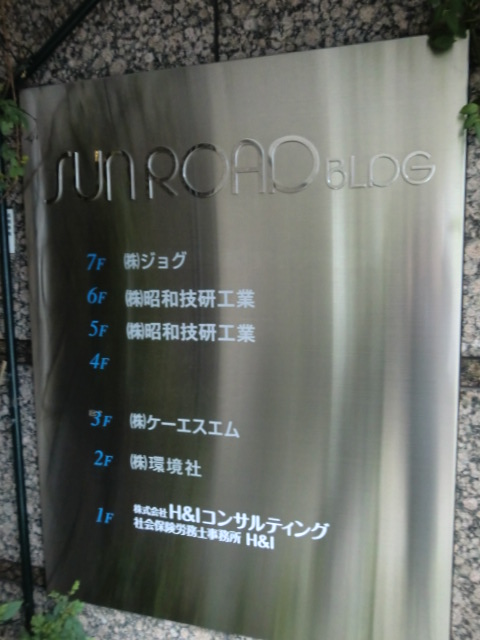 SUN ROAD BLDG
7F ㈱ジョグ
6F ㈱昭和技研工業
5F ㈱昭和技研工業
4F
3F ㈱ケーエスエム
2F ㈱環境社
1F 株式会社 H&Iコンサルティング
社会保険労務士事務所 H&I